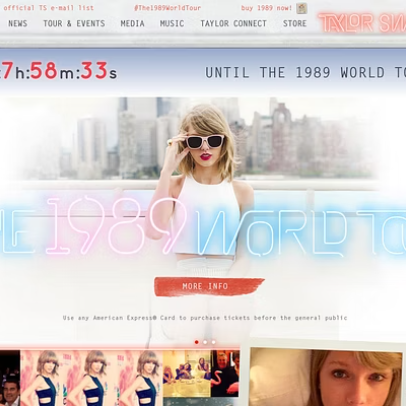 official TS e-mail list #The1989WorldTour buy 1989 now!
NEWS TOUR & EVENTS MEDIA MUSIC TAYLOR CONNECT STORE
7h:58m:33s UNTIL THE 1989 WORLD TO
1989 WORLD TO
MORE INFO
Use any American Express® Card to purchase tickets before the general public